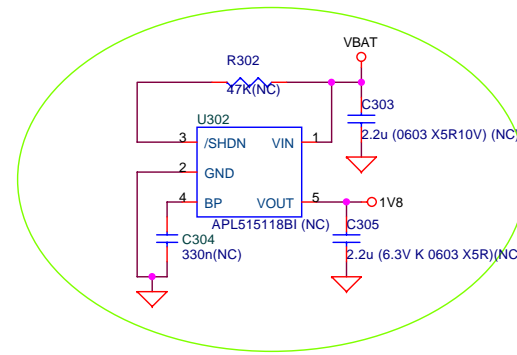 VBAT
R302
47K(NC)
C303
2.2u (0603 X5R10V) (NC)
U302
3 /SHDN VIN 1
2 GND
4 BP VOUT 5
1V8
APL515118BI (NC)
C304
330n(NC)
C305
2.2u (6.3V K 0603 X5R)(NC